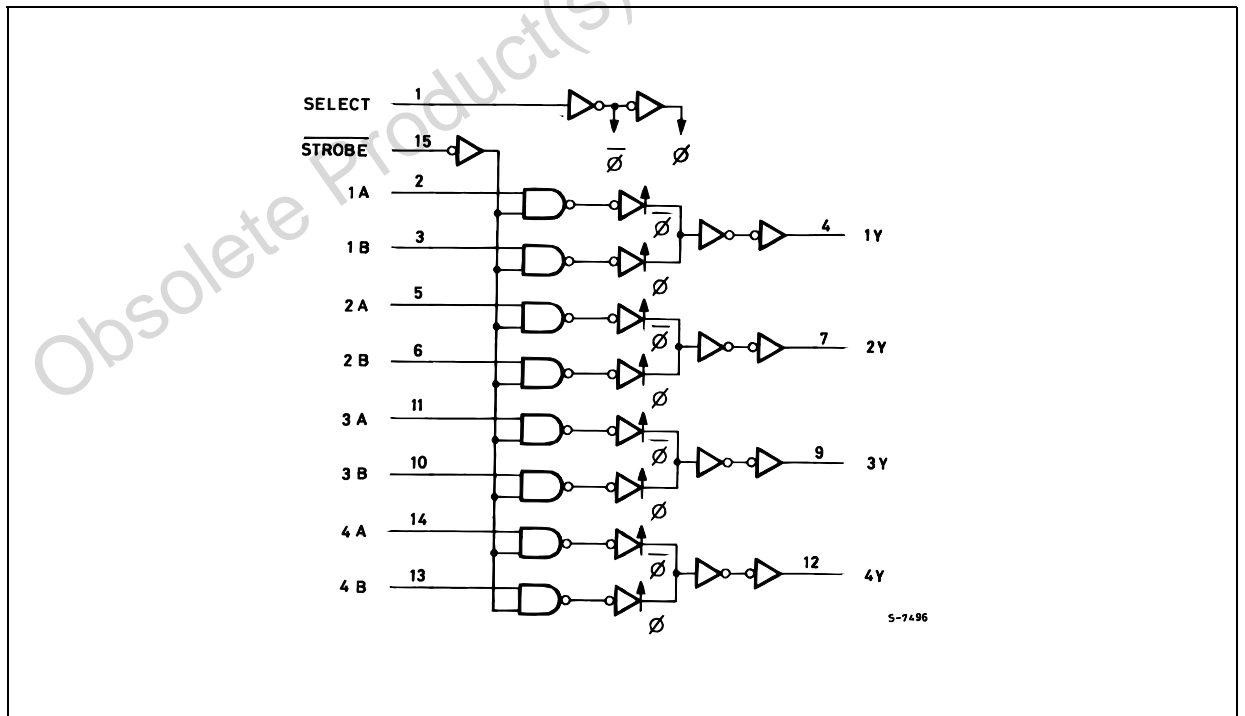 Obsolete Product(s)
SELECT 1
STROBE 15
Ø Ø
1A 2
Ø
4 1Y
1B 3
Ø
2A 5
Ø
7 2Y
2B 6
Ø
3A 11
Ø
9 3Y
3B 10
Ø
4A 14
Ø
12 4Y
4B 13
Ø
S-7496